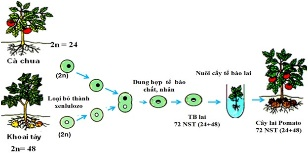 Cà chua
2n = 24
(2n)
Loại bỏ thành
xenlulozo
(2n)
Khoai tây
2n= 48
Dung hợp tế bào
chất, nhân
TB lai
72 NST (24+48)
Nuôi cấy tế bào lai
Cây lai Pomato
72 NST (24+48)